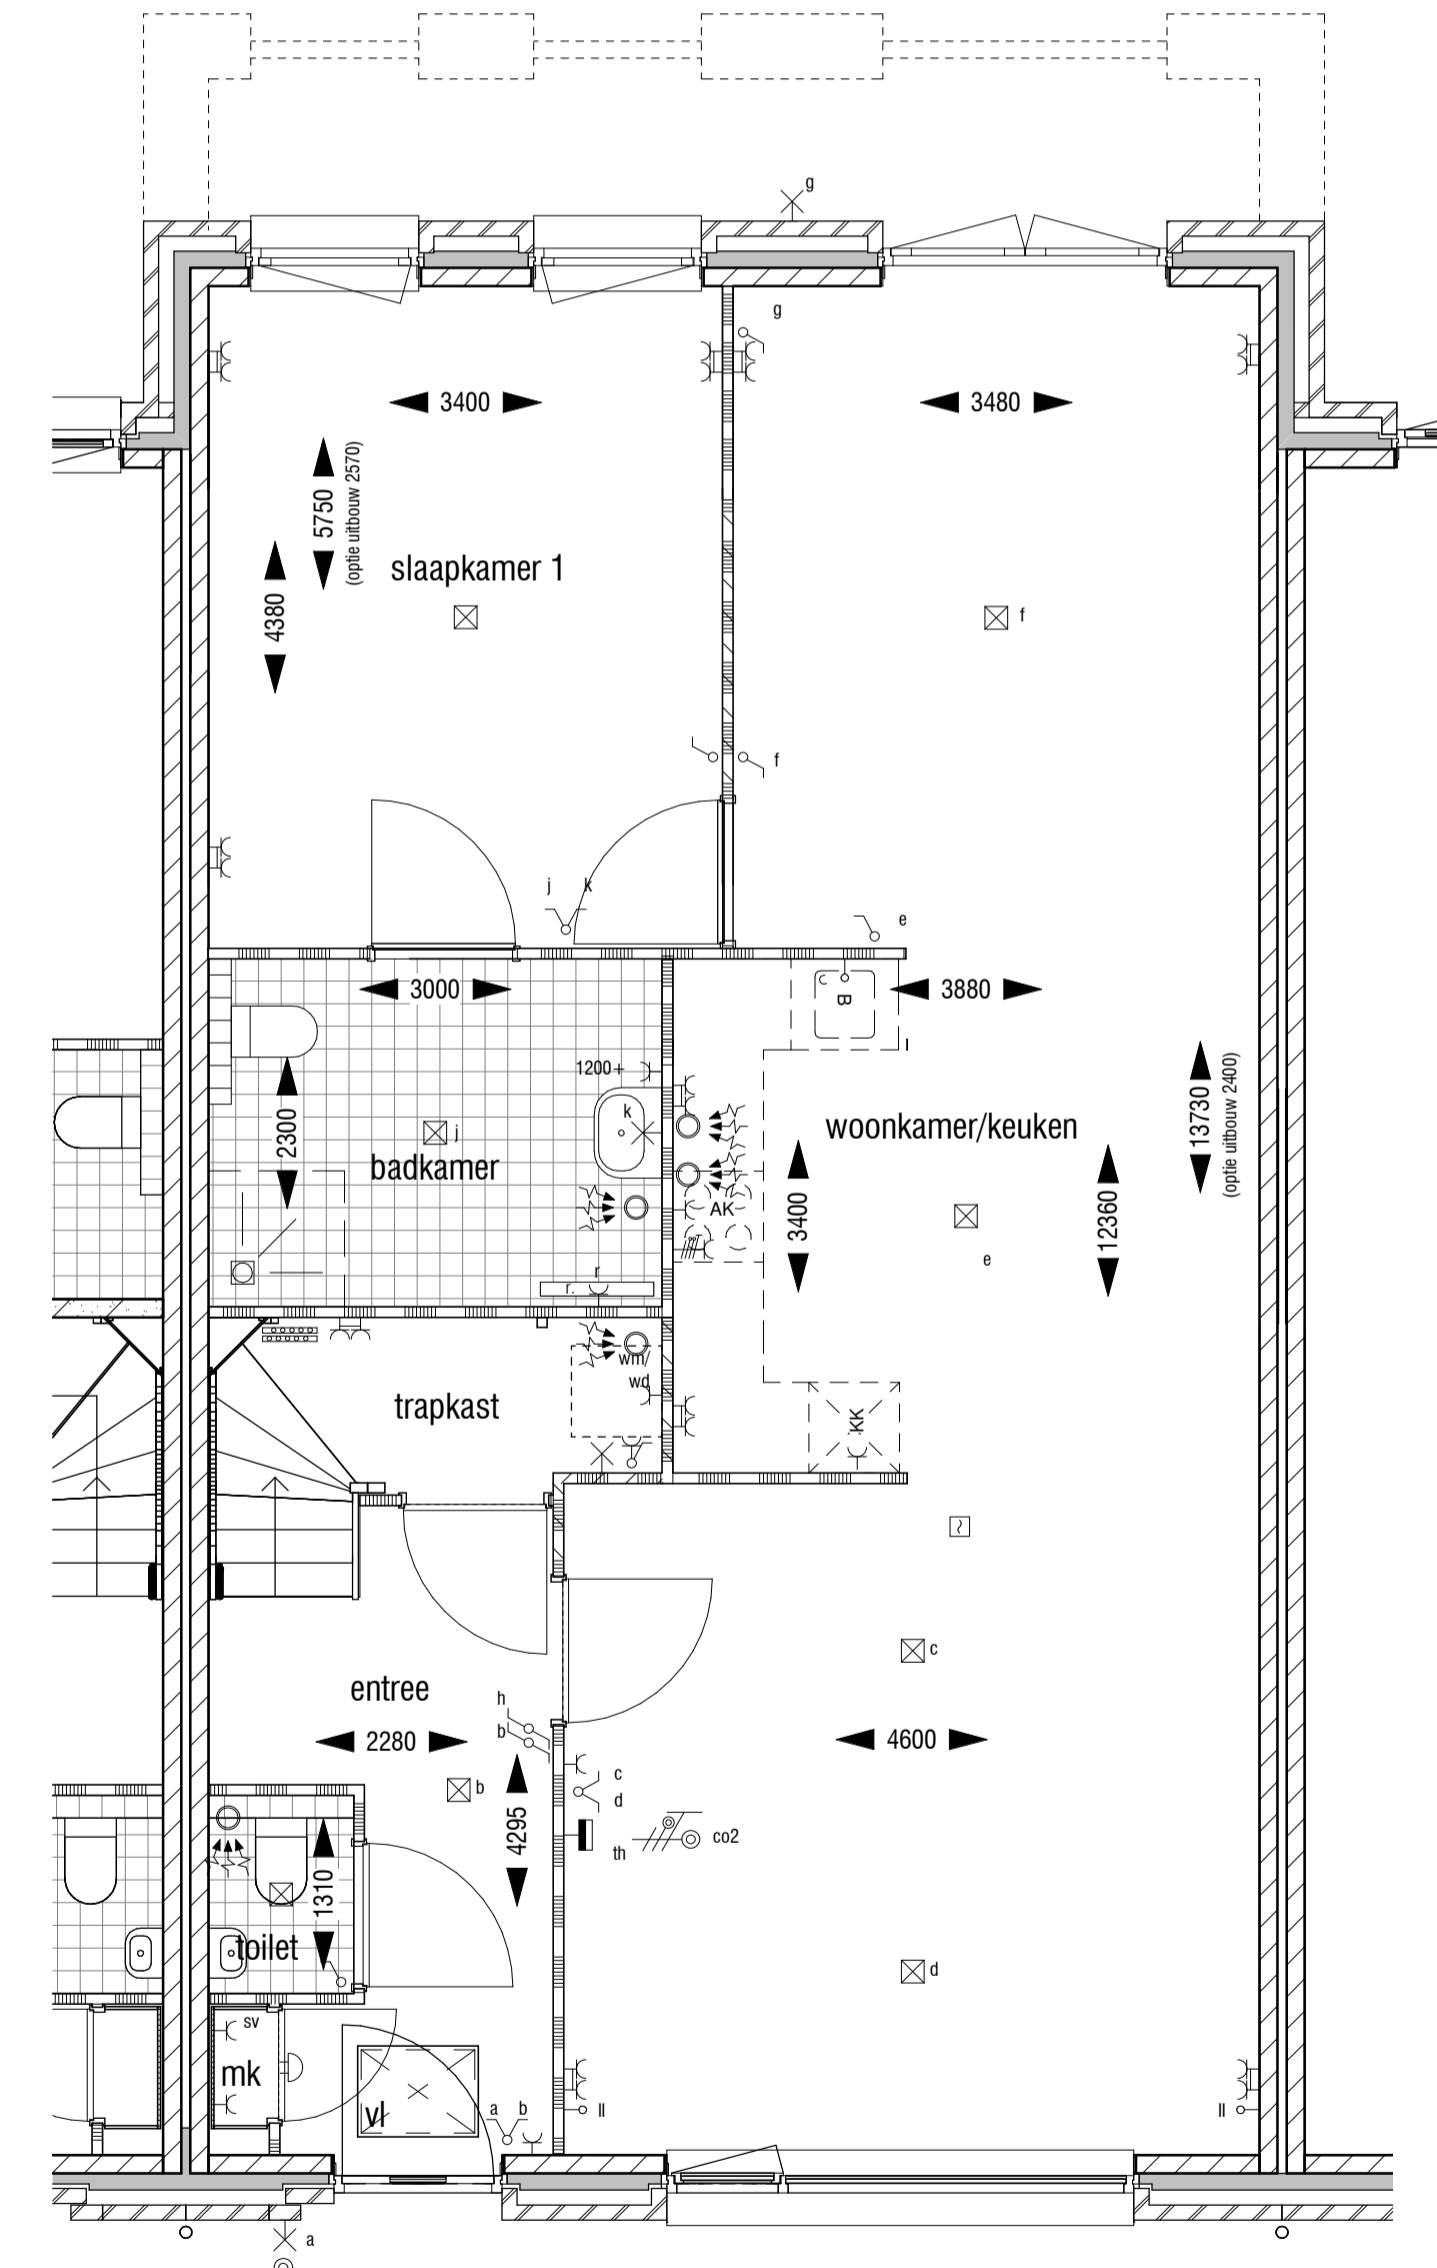 g
g
3400
3480
5750
(optie uitbouw 2570)
4380
slaapkamer 1
f
f
j
k
e
3000
B
3880
1200+
k
2300
j
badkamer
woonkamer/keuken
13730
(optie uitbouw 2400)
AK
3400
12360
e
r
r.
wm/
wd
trapkast
KK
c
entree
h
b
2280
4600
b
c
d
4295
th
co2
1310
toilet
d
sv
mk
vl
a
b
ll
ll
a